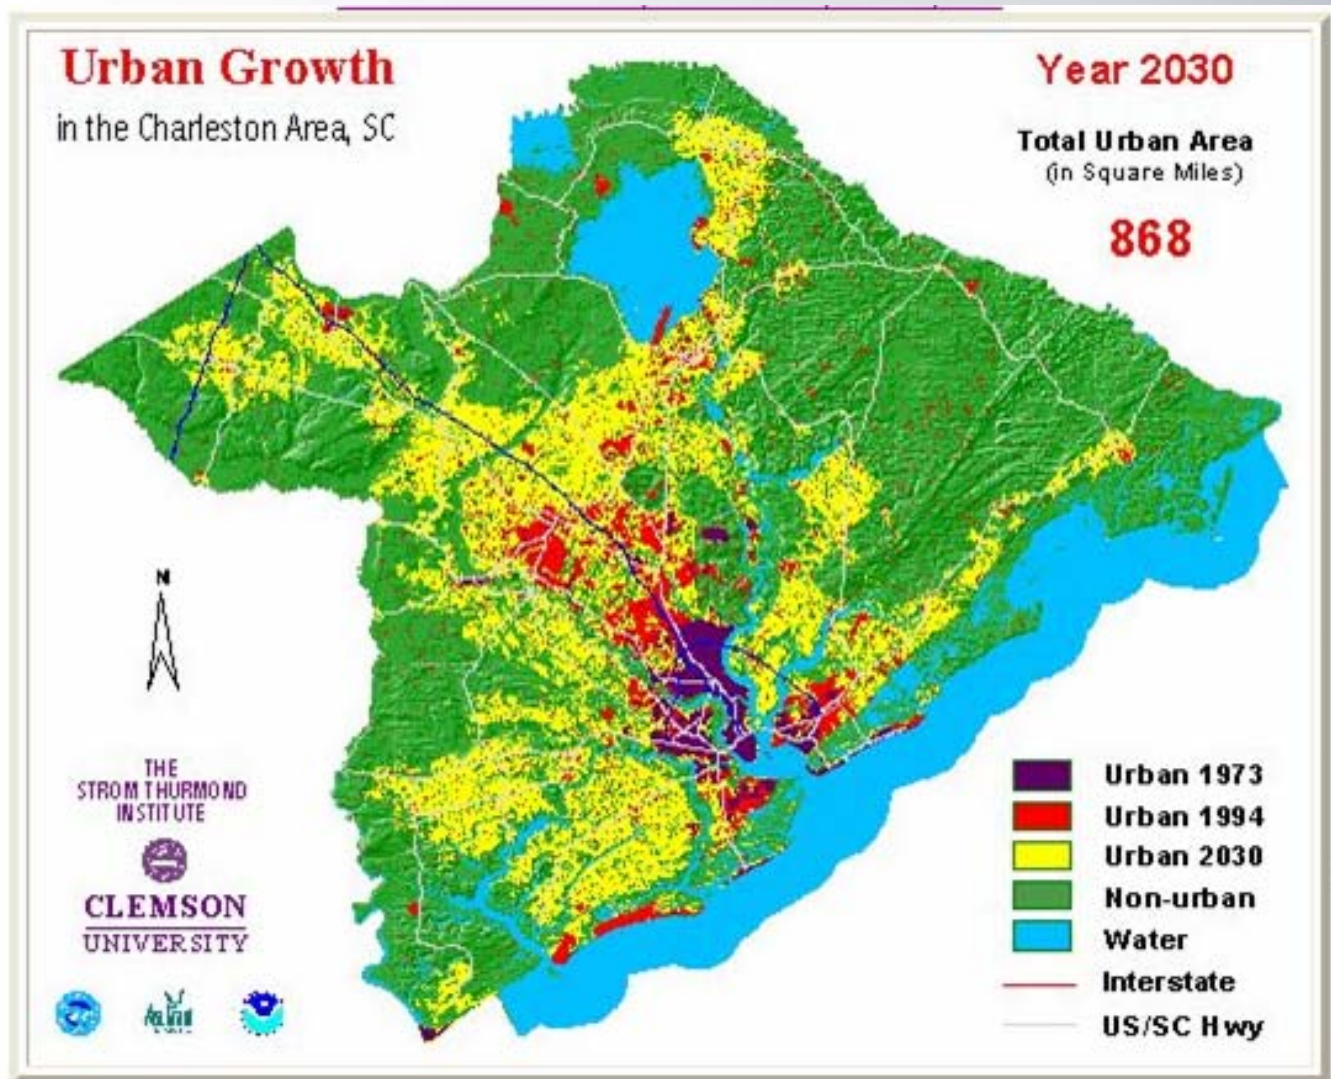 Urban Growth
in the Charleston Area, SC
Year 2030
Total Urban Area
(in Square Miles)
868
N
THE
STROM THURMOND
INSTITUTE
CLEMSON
UNIVERSITY
Urban 1973
Urban 1994
Urban 2030
Non-urban
Water
Interstate
US/SC Hwy